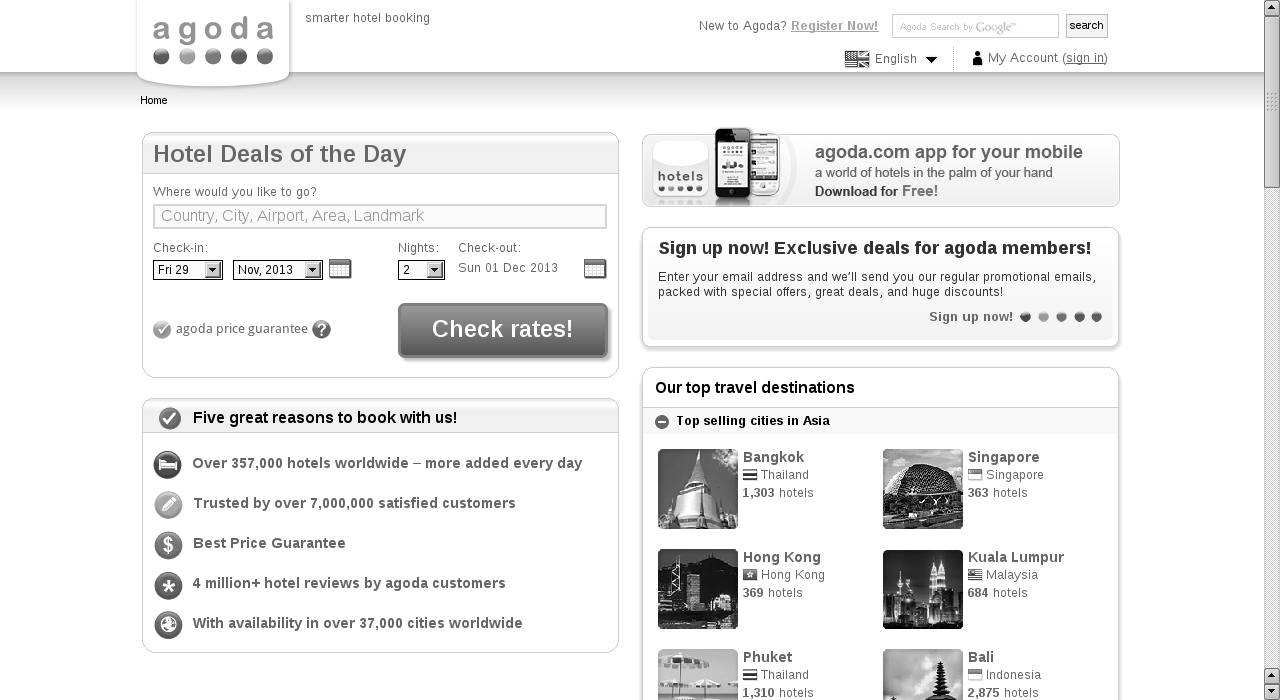 agoda
smarter hotel booking
New to Agoda? Register Now!
Agoda Search by Google™
search
English
My Account (sign in)
Home
Hotel Deals of the Day
Where would you like to go?
Country, City, Airport, Area, Landmark
Check-in:
Nights:
Check-out:
Fri 29
Nov, 2013
2
Sun 01 Dec 2013
agoda price guarantee ?
Check rates!
Five great reasons to book with us!
Over 357,000 hotels worldwide – more added every day
Trusted by over 7,000,000 satisfied customers
$
Best Price Guarantee
4 million+ hotel reviews by agoda customers
With availability in over 37,000 cities worldwide
hotels
agoda
agoda.com app for your mobile
a world of hotels in the palm of your hand
Download for Free!
Sign up now! Exclusive deals for agoda members!
Enter your email address and we'll send you our regular promotional emails,
packed with special offers, great deals, and huge discounts!
Sign up now!
Our top travel destinations
Top selling cities in Asia
Bangkok
Thailand
1,303 hotels
Singapore
Singapore
363 hotels
Hong Kong
Hong Kong
369 hotels
Kuala Lumpur
Malaysia
684 hotels
Phuket
Thailand
1,310 hotels
Bali
Indonesia
2,875 hotels